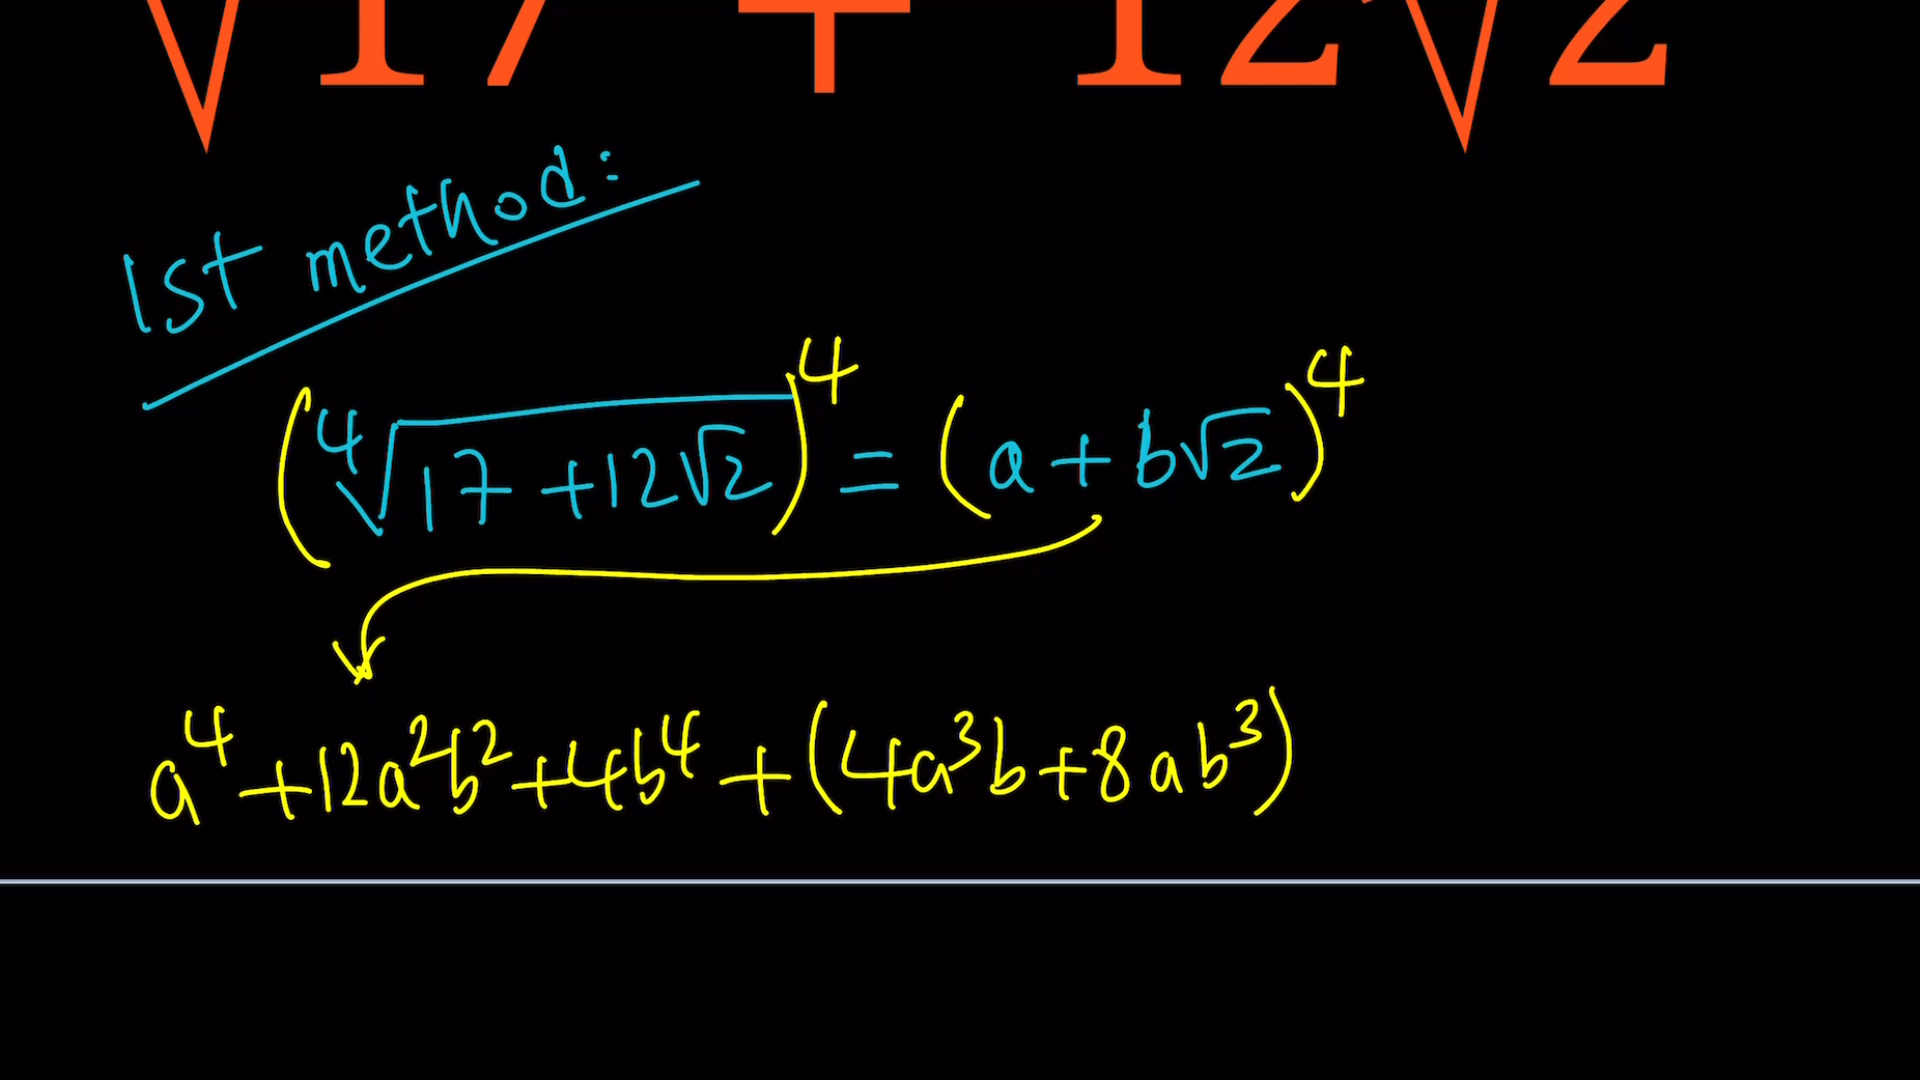 √17 + 12√2
1st method:
(⁴√17+12√2)⁴ = (a+b√2)⁴
a⁴+12a²b²+4b⁴+(4a³b+8ab³)